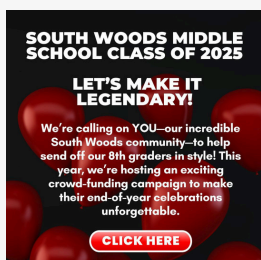 SOUTH WOODS MIDDLE
SCHOOL CLASS OF 2025
LET'S MAKE IT
LEGENDARY!
We're calling on YOU—our incredible
South Woods community—to help
send off our 8th graders in style! This
year, we're hosting an exciting
crowd-funding campaign to make
their end-of-year celebrations
unforgettable.
CLICK HERE